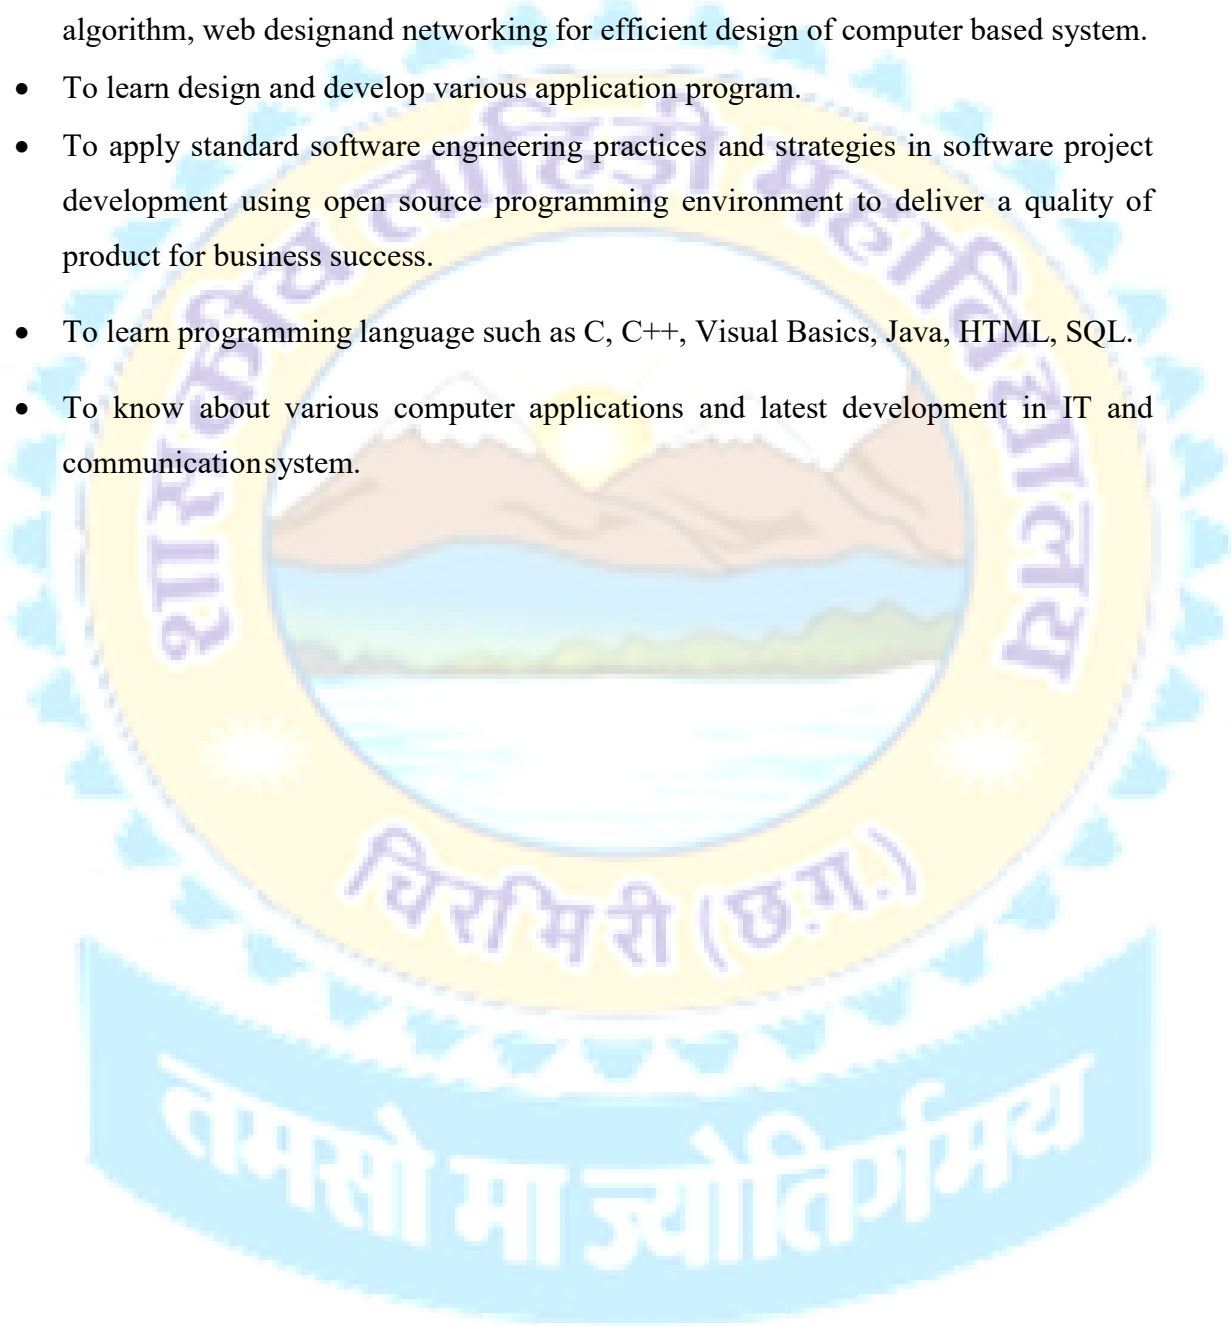 algorithm, web designand networking for efficient design of computer based system.
• To learn design and develop various application program.
• To apply standard software engineering practices and strategies in software project
development using open source programming environment to deliver a quality of
product for business success.
• To learn programming language such as C, C++, Visual Basics, Java, HTML, SQL.
• To know about various computer applications and latest development in IT and
communicationsystem.
शासकीय लाहिड़ी महाविद्यालय
चिरमिरी (छ.ग.)
तमसो मा ज्योतिर्गमय